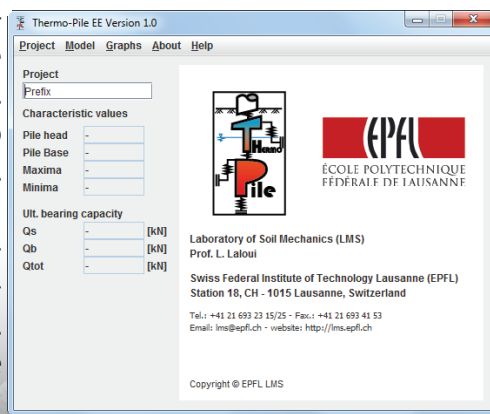 Thermo-Pile EE Version 1.0
Project Model Graphs About Help
Project
Prefix
Characteristic values
Pile head -
Pile Base -
Maxima -
Minima -
Ult. bearing capacity
Qs - [kN]
Qb - [kN]
Qtot - [kN]
THERMO
Pile
EPFL
ÉCOLE POLYTECHNIQUE
FÉDÉRALE DE LAUSANNE
Laboratory of Soil Mechanics (LMS)
Prof. L. Laloui
Swiss Federal Institute of Technology Lausanne (EPFL)
Station 18, CH - 1015 Lausanne, Switzerland
Tel.: +41 21 693 23 15/25 - Fax.: +41 21 693 41 53
Email: lms@epfl.ch - website: http://lms.epfl.ch
Copyright © EPFL LMS